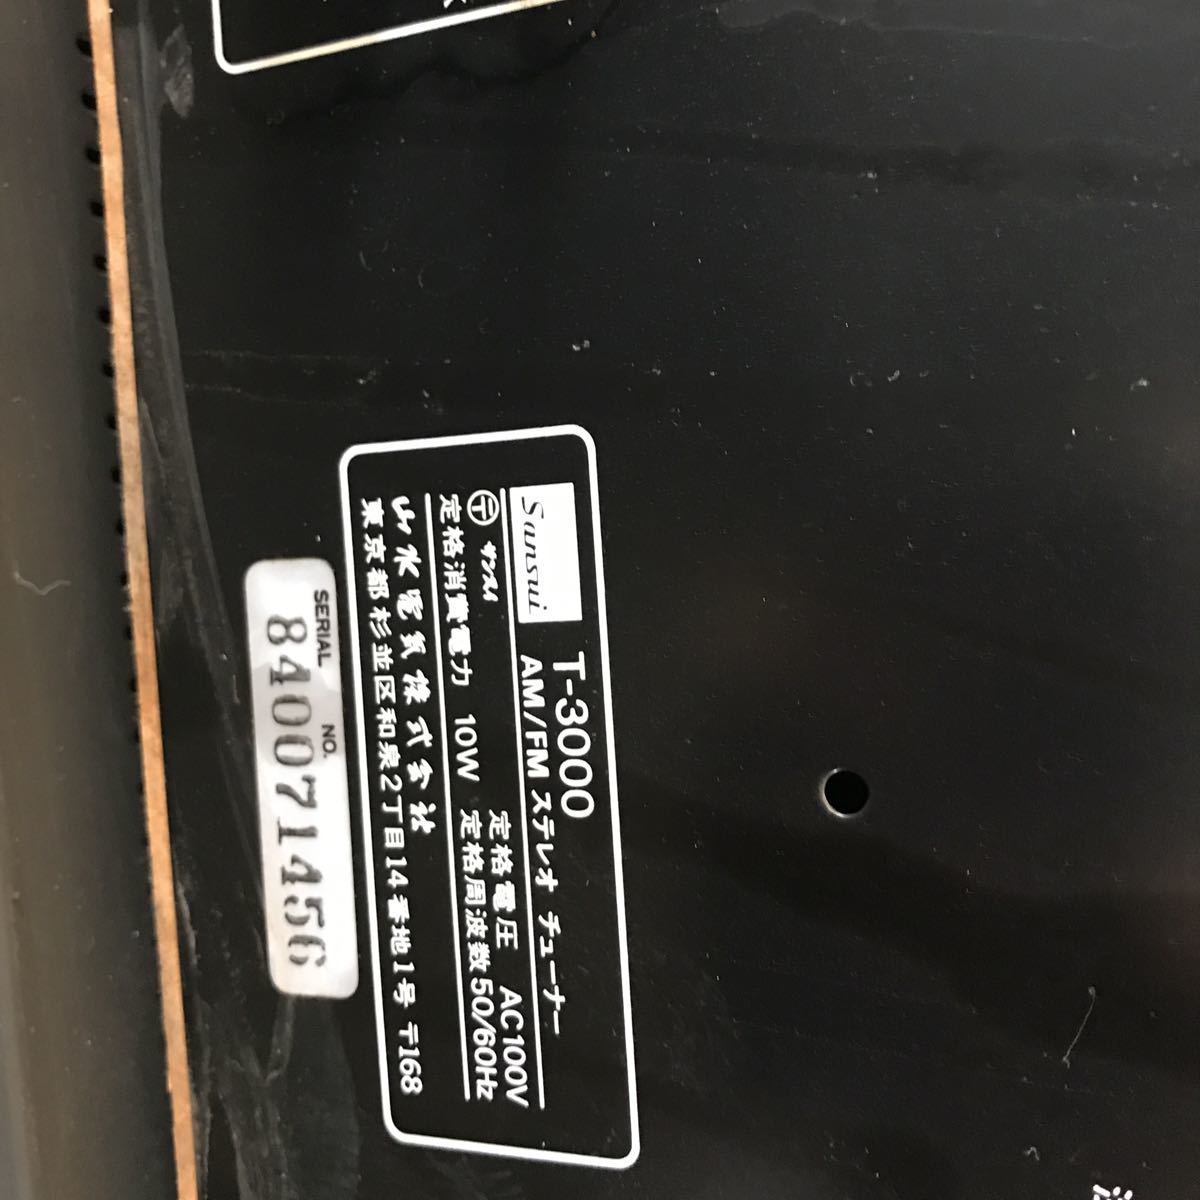 Sansui T-3000
AM/FM ステレオ チューナー
〒 サンスイ 定格電圧 AC100V
定格消費電力 10W 定格周波数50/60Hz
山水電気株式会社
東京都杉並区和泉2丁目14番地1号 〒168
SERIAL NO.
840071456